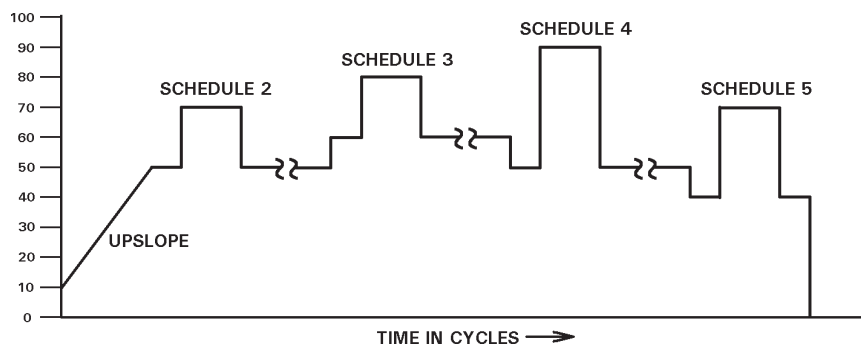 100
90
80
70
60
50
40
30
20
10
0
SCHEDULE 2
SCHEDULE 3
SCHEDULE 4
SCHEDULE 5
UPSLOPE
TIME IN CYCLES